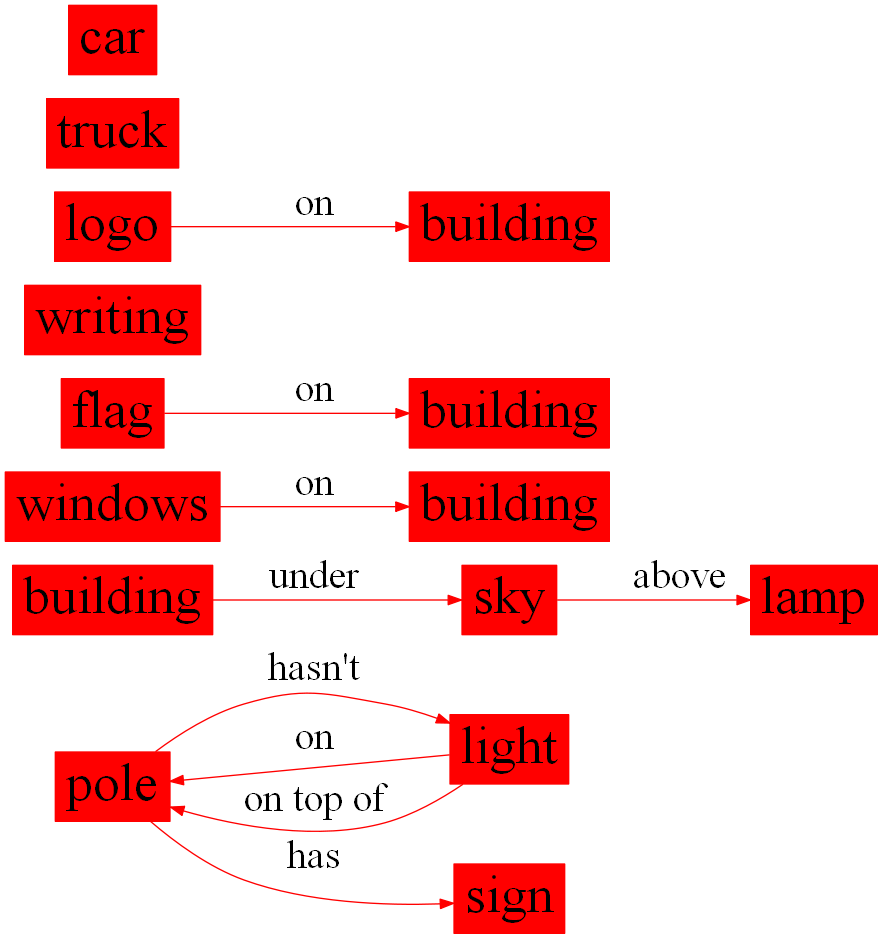 car
truck
logo on building
writing
flag on building
windows on building
building under sky above lamp
hasn't
light
on
pole
on top of
has
sign